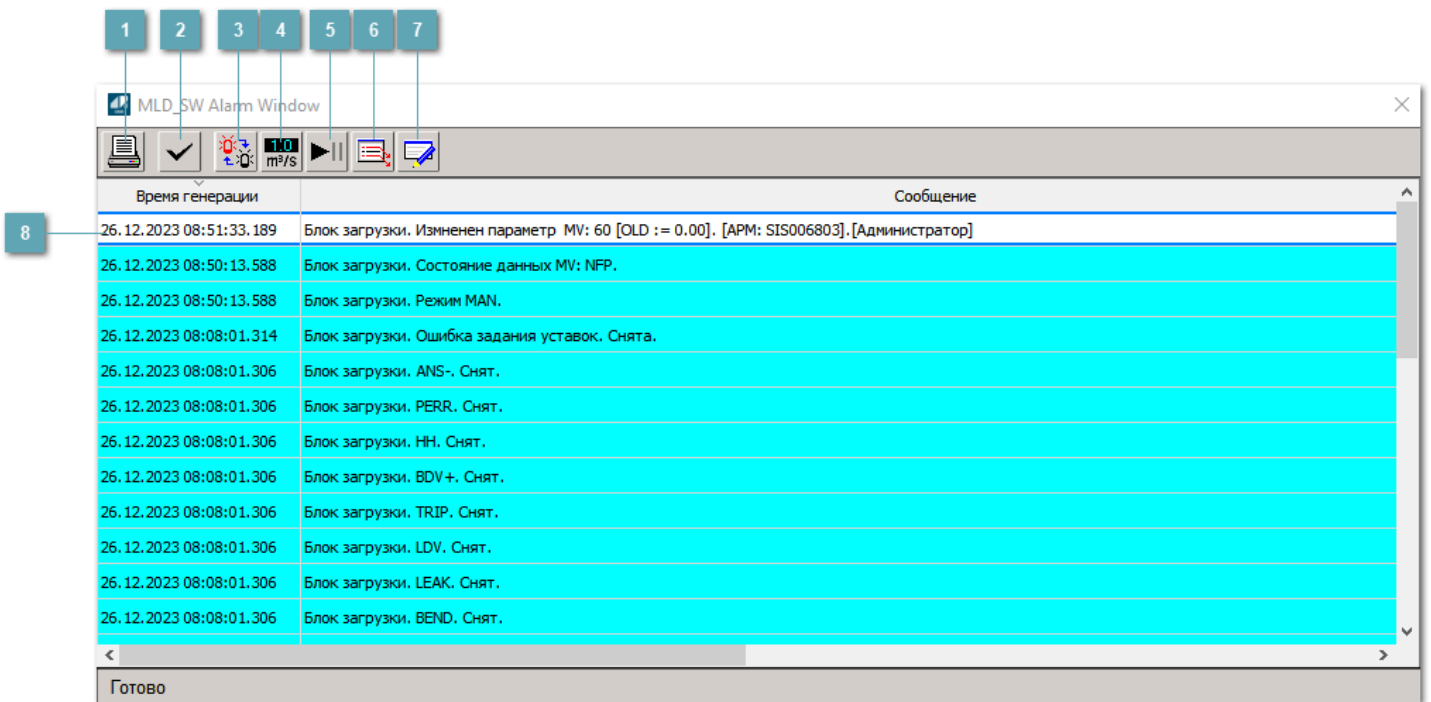 1 2 3 4 5 6 7
MLD_SW Alarm Window
1.0
m³/s
Время генерации Сообщение
8
26.12.2023 08:51:33.189 Блок загрузки. Измненен параметр MV: 60 [OLD := 0.00]. [APM: SIS006803].[Администратор]
26.12.2023 08:50:13.588 Блок загрузки. Состояние данных MV: NFP.
26.12.2023 08:50:13.588 Блок загрузки. Режим MAN.
26.12.2023 08:08:01.314 Блок загрузки. Ошибка задания уставок. Снята.
26.12.2023 08:08:01.306 Блок загрузки. ANS-. Снят.
26.12.2023 08:08:01.306 Блок загрузки. PERR. Снят.
26.12.2023 08:08:01.306 Блок загрузки. HH. Снят.
26.12.2023 08:08:01.306 Блок загрузки. BDV+. Снят.
26.12.2023 08:08:01.306 Блок загрузки. TRIP. Снят.
26.12.2023 08:08:01.306 Блок загрузки. LDV. Снят.
26.12.2023 08:08:01.306 Блок загрузки. LEAK. Снят.
26.12.2023 08:08:01.306 Блок загрузки. BEND. Снят.
Готово